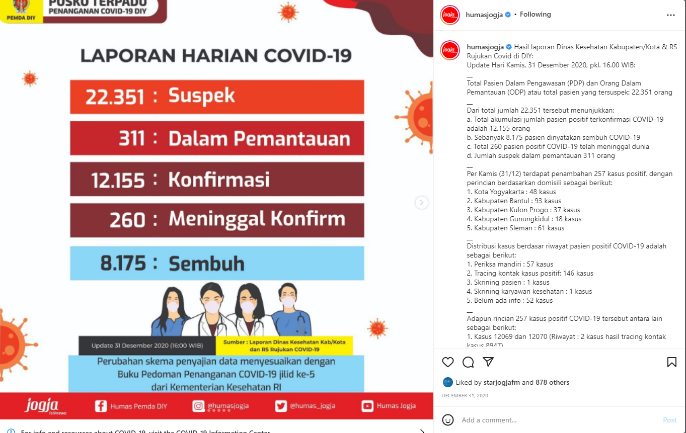 POSKO TERPADU
PENANGANAN COVID-19 DIY
PEMDA DIY
LAPORAN HARIAN COVID-19
22.351 : Suspek
311 : Dalam Pemantauan
12.155 : Konfirmasi
260 : Meninggal Konfirm
8.175 : Sembuh
Update 31 Desember 2020 (16:00 WIB)
Sumber : Laporan Dinas Kesehatan Kab/Kota
dan RS Rujukan COVID-19
Perubahan skema penyajian data menyesuaikan dengan
Buku Pedoman Penanganan COVID-19 jilid ke-5
dari Kementerian Kesehatan RI
jogja
Humas Pemda DIY
@humasjogja
@humas_jogja
Humas Jogja
For info and resources about COVID-19, visit the COVID-19 Information Center
humasjogja • Following
humasjogja Hasil laporan Dinas Kesehatan Kabupaten/Kota & RS
Rujukan Covid di DIY:
Update Hari Kamis, 31 Desember 2020, pkl. 16.00 WIB:
__
Total Pasien Dalam Pengawasan (PDP) dan Orang Dalam
Pemantauan (ODP) atau total pasien yang tersuspek: 22.351 orang
__
Dari total jumlah 22.351 tersebut menunjukkan:
a. Total akumulasi jumlah pasien positif terkonfirmasi COVID-19
adalah 12.155 orang
b. Sebanyak 8.175 pasien dinyatakan sembuh COVID-19
c. Total 260 pasien positif COVID-19 telah meninggal dunia
d. Jumlah suspek dalam pemantauan 311 orang
__
Per Kamis (31/12) terdapat penambahan 257 kasus positif. dengan
perincian berdasarkan domisili sebagai berikut:
1. Kota Yogyakarta : 48 kasus
2. Kabupaten Bantul : 93 kasus
3. Kabupaten Kulon Progo : 37 kasus
4. Kabupaten Gunungkidul : 18 kasus
5. Kabupaten Sleman : 61 kasus
__
Distribusi kasus berdasar riwayat pasien positif COVID-19 adalah
sebagai berikut:
1. Periksa mandiri : 57 kasus
2. Tracing kontak kasus positif: 146 kasus
3. Skrining pasien : 1 kasus
4. Skrining karyawan kesehatan : 1 kasus
5. Belum ada info : 52 kasus
__
Adapun rincian 257 kasus positif COVID-19 tersebut antara lain
sebagai berikut:
1. Kasus 12069 dan 12070 (Riwayat : 2 kasus hasil tracing kontak
kasus 8947)
Liked by starjogjafm and 878 others
DECEMBER 31, 2020
Add a comment...
Post